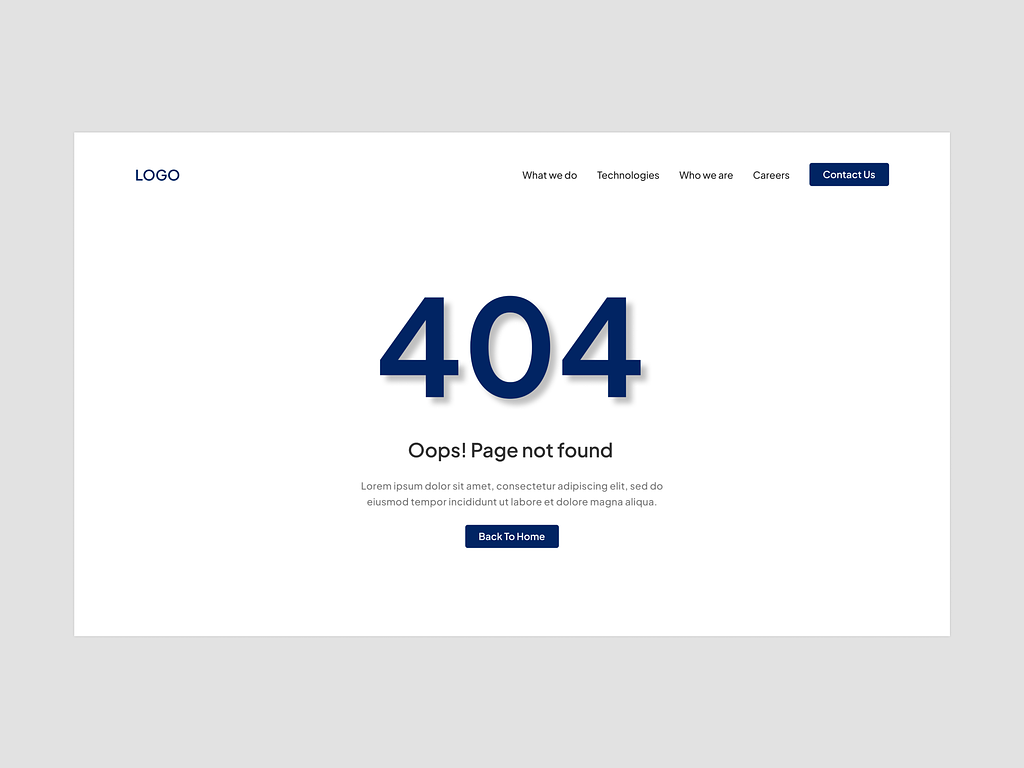 LOGO
What we do
Technologies
Who we are
Careers
Contact Us
404
Oops! Page not found
Lorem ipsum dolor sit amet, consectetur adipiscing elit, sed do
eiusmod tempor incididunt ut labore et dolore magna aliqua.
Back To Home